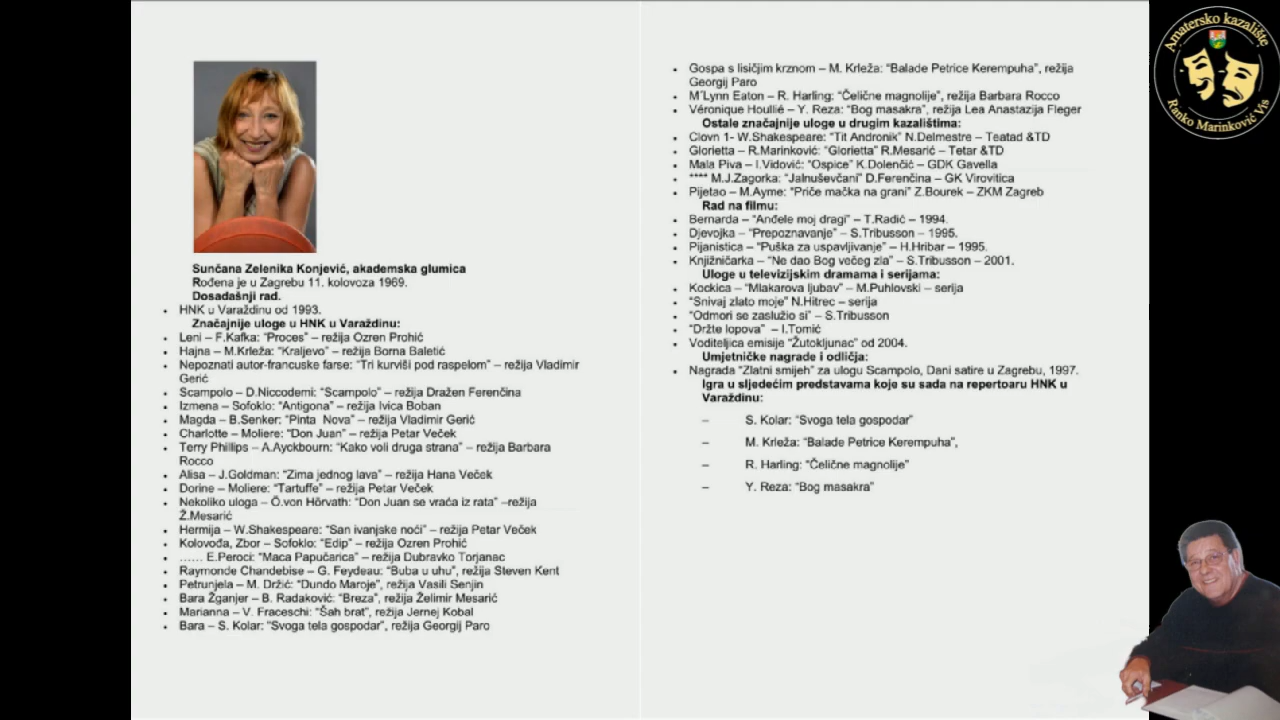 Sunčana Zelenika Konjević, akademska glumica
Rođena je u Zagrebu 11. kolovoza 1969.
Dosadašnji rad.
• HNK u Varaždinu od 1993.
Značajnije uloge u HNK u Varaždinu:
• Leni – F.Kafka: “Proces” – režija Ozren Prohić
• Hajna – M.Krleža: “Kraljevo” – režija Borna Baletić
• Nepoznati autor-francuske farse: “Tri kurviši pod raspelom” – režija Vladimir
Gerić
• Scampolo – D.Niccodemi: “Scampolo” – režija Dražen Ferenčina
• Izmena – Sofoklo: “Antigona” – režija Ivica Boban
• Magda – B.Senker: “Pinta Nova” – režija Vladimir Gerić
• Charlotte – Moliere: “Don Juan” – režija Petar Veček
• Terry Phillips – A.Ayckbourn: “Kako voli druga strana” – režija Barbara
Rocco
• Alisa – J.Goldman: “Zima jednog lava” – režija Hana Veček
• Dorine – Moliere: “Tartuffe” – režija Petar Veček
• Nekoliko uloga – Ö.von Hörvath: “Don Juan se vraća iz rata” –režija
Ž.Mesarić
• Hermija – W.Shakespeare: “San ivanjske noći” – režija Petar Veček
• Kolovođa, Zbor – Sofoklo: “Edip” – režija Ozren Prohić
• …... E.Peroci: “Maca Papučarica” – režija Dubravko Torjanac
• Raymonde Chandebise – G. Feydeau: “Buba u uhu”, režija Steven Kent
• Petrunjela – M. Držić: “Dundo Maroje”, režija Vasili Senjin
• Bara Žganjer – B. Radaković: “Breza”, režija Želimir Mesarić
• Marianna – V. Fraceschi: “Šah brat”, režija Jernej Kobal
• Bara – S. Kolar: “Svoga tela gospodar”, režija Georgij Paro
• Gospa s lisičjim krznom – M. Krleža: “Balade Petrice Kerempuha”, režija
Georgij Paro
• M´Lynn Eaton – R. Harling: “Čelične magnolije”, režija Barbara Rocco
• Véronique Houllié – Y. Reza: “Bog masakra”, režija Lea Anastazija Fleger
Ostale značajnije uloge u drugim kazalištima:
• Clovn 1- W.Shakespeare: “Tit Andronik” N.Delmestre – Teatad &TD
• Glorietta – R.Marinković: “Glorietta” R.Mesarić – Tetar &TD
• Mala Piva – I.Vidović: “Ospice” K.Dolenčić – GDK Gavella
• **** M.J.Zagorka: “Jalnuševčani” D.Ferenčina – GK Virovitica
• Pijetao – M.Ayme: “Priče mačka na grani” Z.Bourek – ZKM Zagreb
Rad na filmu:
• Bernarda – “Anđele moj dragi” – T.Radić – 1994.
• Djevojka – “Prepoznavanje” – S.Tribusson – 1995.
• Pijanistica – “Puška za uspavljivanje” – H.Hribar – 1995.
• Knjižničarka – “Ne dao Bog većeg zla” – S.Tribusson – 2001.
Uloge u televizijskim dramama i serijama:
• Kockica – “Mlakarova ljubav” – M.Puhlovski – serija
• “Snivaj zlato moje” N.Hitrec – serija
• “Odmori se zaslužio si” – S.Tribusson
• “Držte lopova” – I.Tomić
• Voditeljica emisije “Žutokljunac” od 2004.
Umjetničke nagrade i odličja:
• Nagrada “Zlatni smijeh” za ulogu Scampolo, Dani satire u Zagrebu, 1997.
Igra u sljedećim predstavama koje su sada na repertoaru HNK u
Varaždinu:
– S. Kolar: “Svoga tela gospodar”
– M. Krleža: “Balade Petrice Kerempuha”,
– R. Harling: “Čelične magnolije”
– Y. Reza: “Bog masakra”
Amatersko kazalište
Ranko Marinković Vis